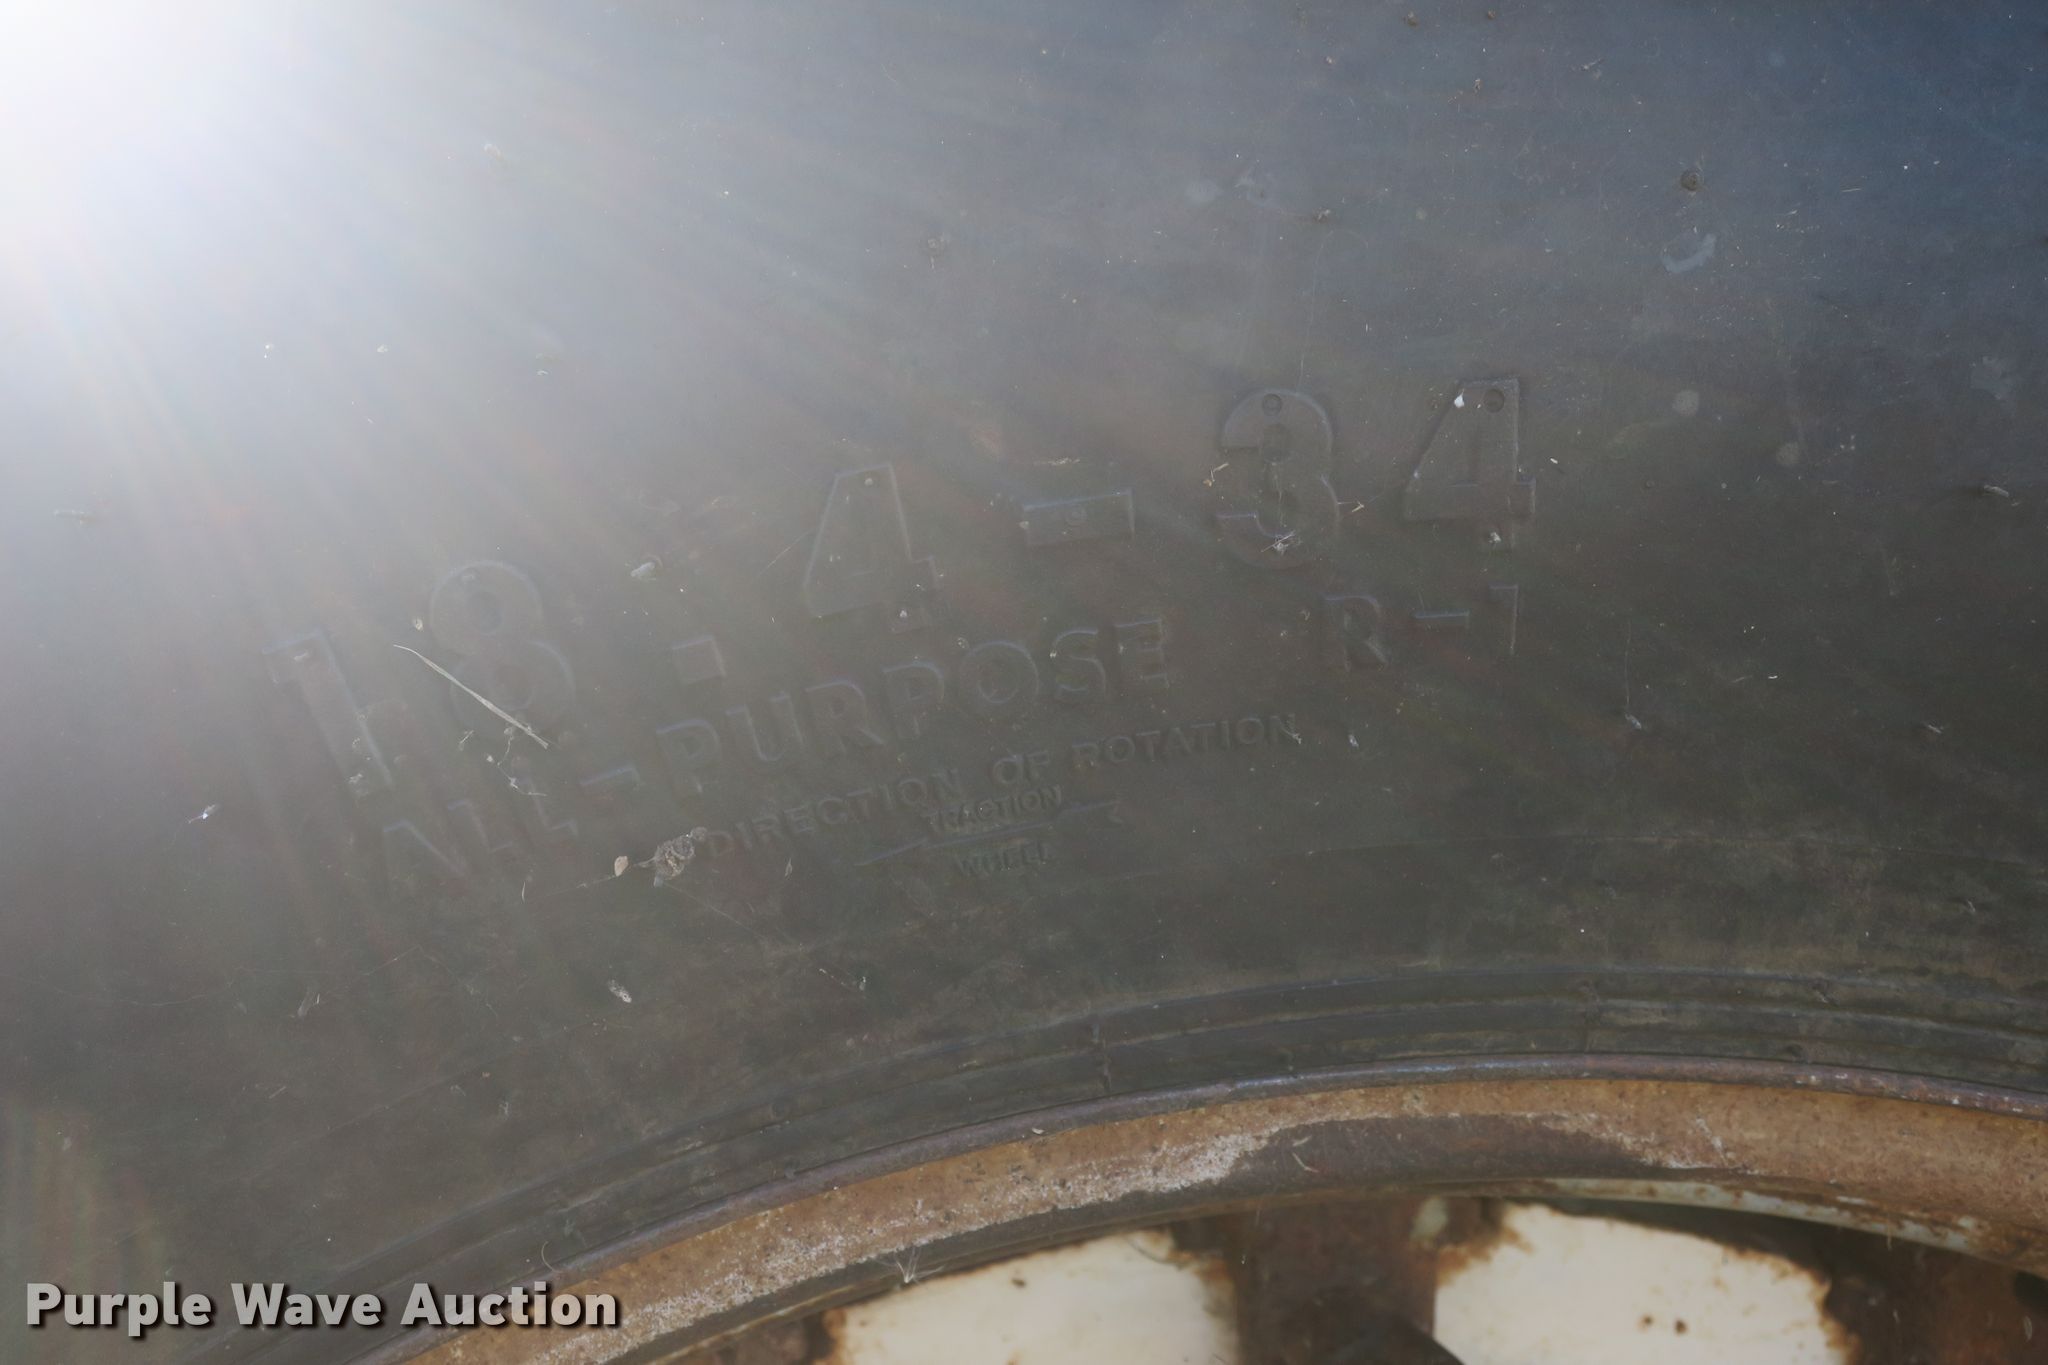 18.4-34
ALL-PURPOSE R-1
DIRECTION OF ROTATION
TRACTION
WHEEL
Purple Wave Auction